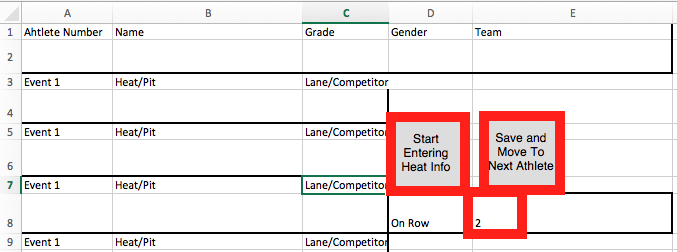 A B C D E
1 Ahtlete Number Name Grade Gender Team
2
3 Event 1 Heat/Pit Lane/Competitor
4
5 Event 1 Heat/Pit Lane/Competitor
Start
Entering
Heat Info
Save and
Move To
Next Athlete
6
7 Event 1 Heat/Pit Lane/Competitor
8 On Row 2
9 Event 1 Heat/Pit Lane/Competitor